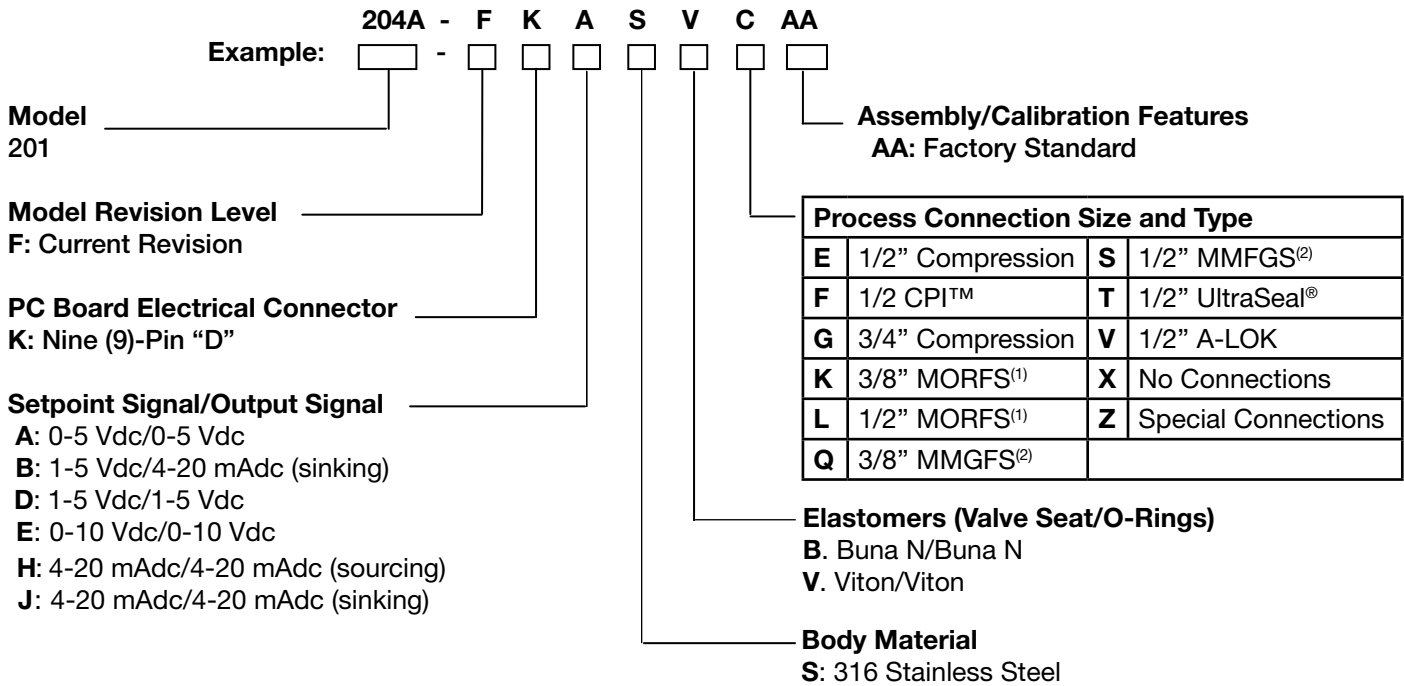 204A - F K A S V C AA
Example: -
Model
201
Model Revision Level
F: Current Revision
PC Board Electrical Connector
K: Nine (9)-Pin “D”
Setpoint Signal/Output Signal
A: 0-5 Vdc/0-5 Vdc
B: 1-5 Vdc/4-20 mAdc (sinking)
D: 1-5 Vdc/1-5 Vdc
E: 0-10 Vdc/0-10 Vdc
H: 4-20 mAdc/4-20 mAdc (sourcing)
J: 4-20 mAdc/4-20 mAdc (sinking)
Assembly/Calibration Features
AA: Factory Standard
Process Connection Size and Type
E 1/2” Compression S 1/2” MMFGS(2)
F 1/2 CPI™ T 1/2” UltraSeal®
G 3/4” Compression V 1/2” A-LOK
K 3/8” MORFS(1) X No Connections
L 1/2” MORFS(1) Z Special Connections
Q 3/8” MMGFS(2)
Elastomers (Valve Seat/O-Rings)
B. Buna N/Buna N
V. Viton/Viton
Body Material
S: 316 Stainless Steel